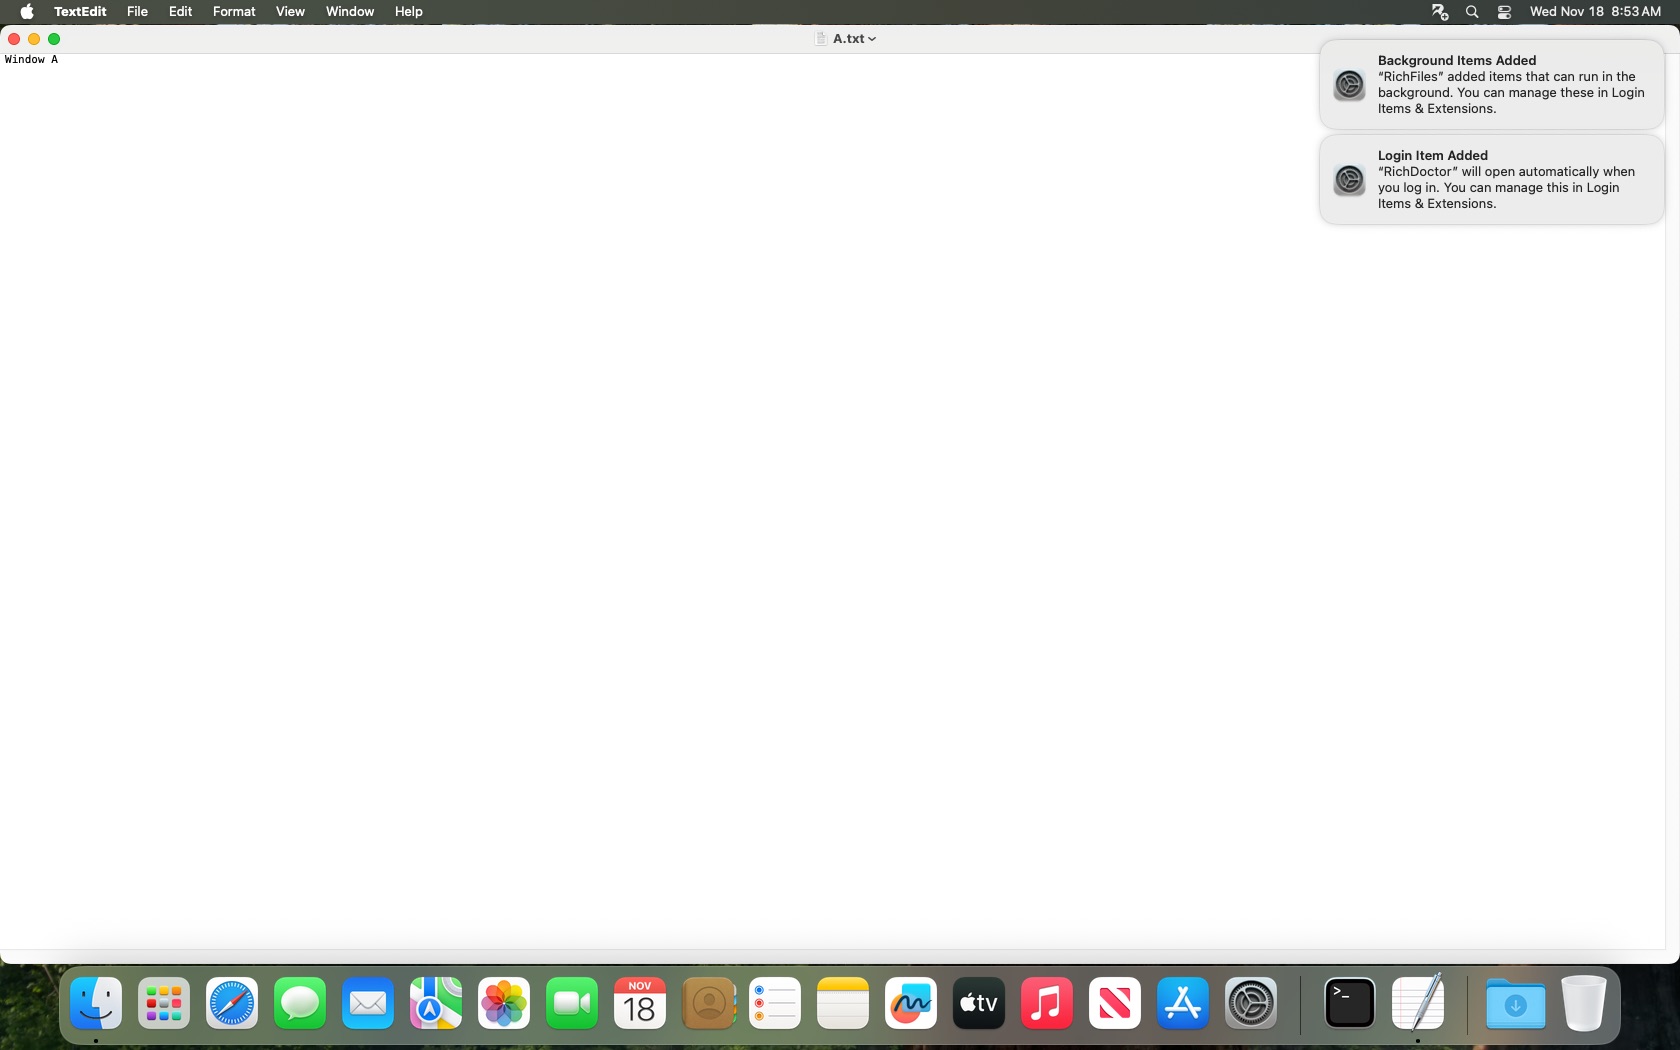 TextEdit File Edit Format View Window Help Wed Nov 18 8:53 AM
A.txt
Window A
Background Items Added
“RichFiles” added items that can run in the
background. You can manage these in Login
Items & Extensions.
Login Item Added
“RichDoctor” will open automatically when
you log in. You can manage this in Login
Items & Extensions.
NOV
18
tv
>_